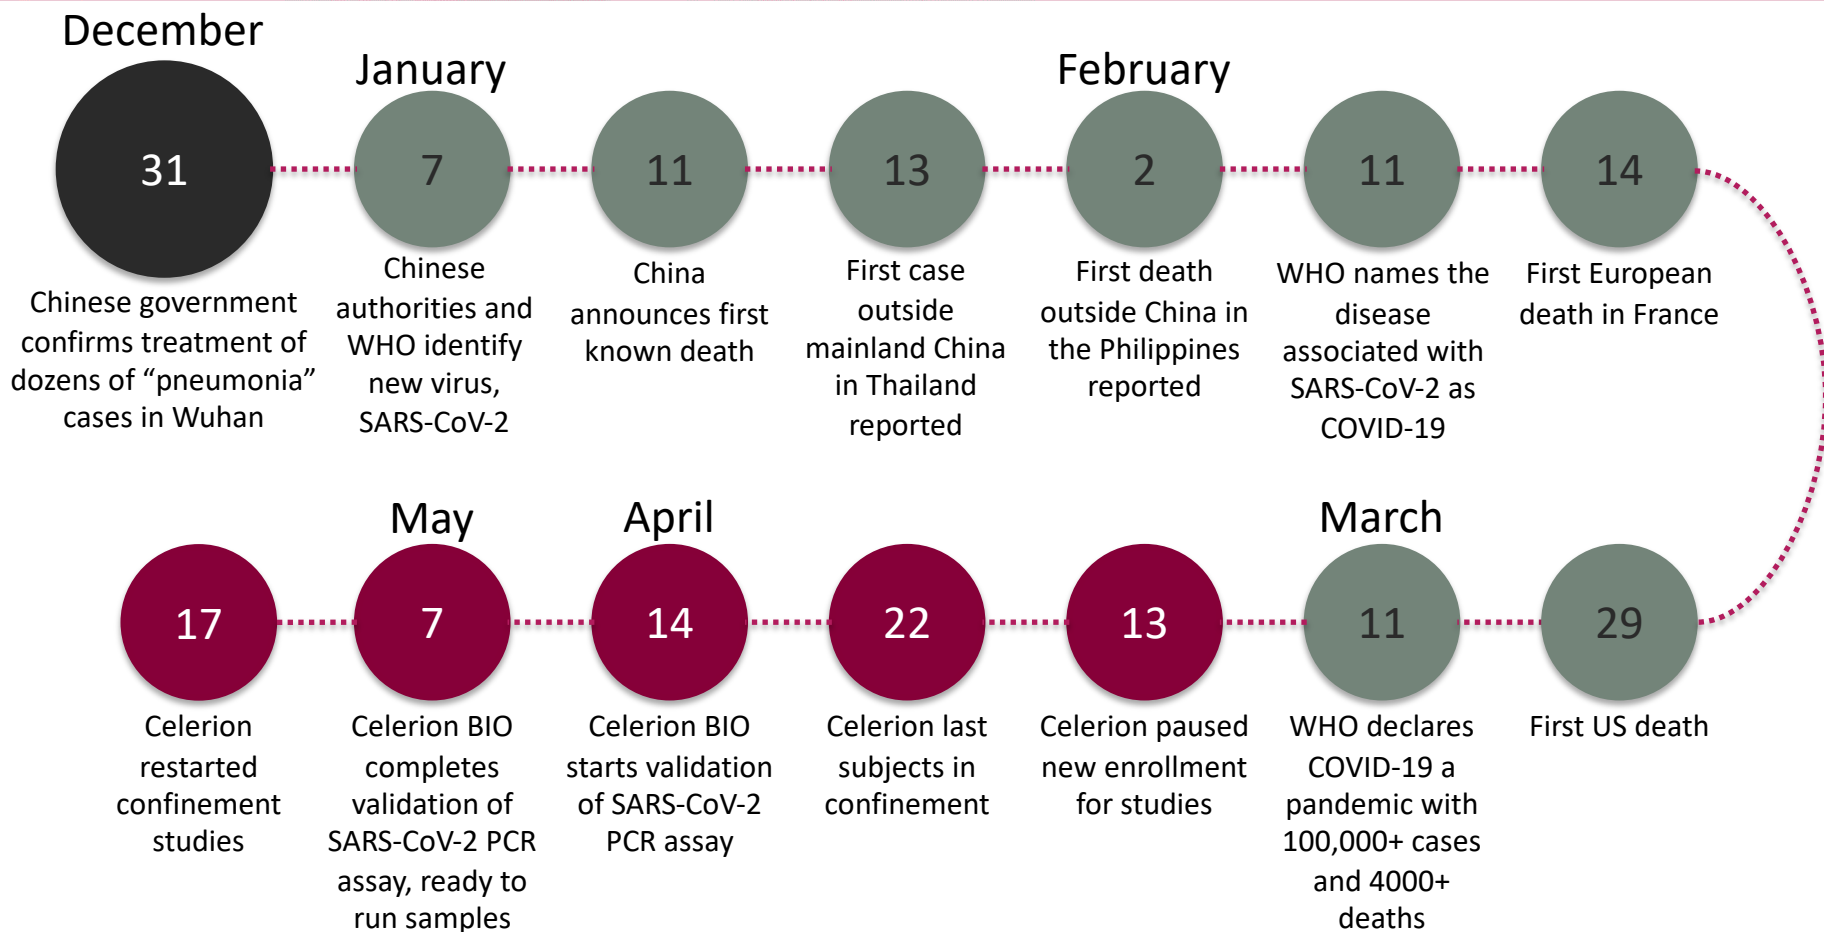 December
31
Chinese government
confirms treatment of
dozens of “pneumonia”
cases in Wuhan
January
7
Chinese
authorities and
WHO identify
new virus,
SARS-CoV-2
11
China
announces first
known death
13
First case
outside
mainland China
in Thailand
reported
February
2
First death
outside China in
the Philippines
reported
11
WHO names the
disease
associated with
SARS-CoV-2 as
COVID-19
14
First European
death in France
29
First US death
March
11
WHO declares
COVID-19 a
pandemic with
100,000+ cases
and 4000+
deaths
13
Celerion paused
new enrollment
for studies
22
Celerion last
subjects in
confinement
April
14
Celerion BIO
starts validation
of SARS-CoV-2
PCR assay
May
7
Celerion BIO
completes
validation of
SARS-CoV-2 PCR
assay, ready to
run samples
17
Celerion
restarted
confinement
studies